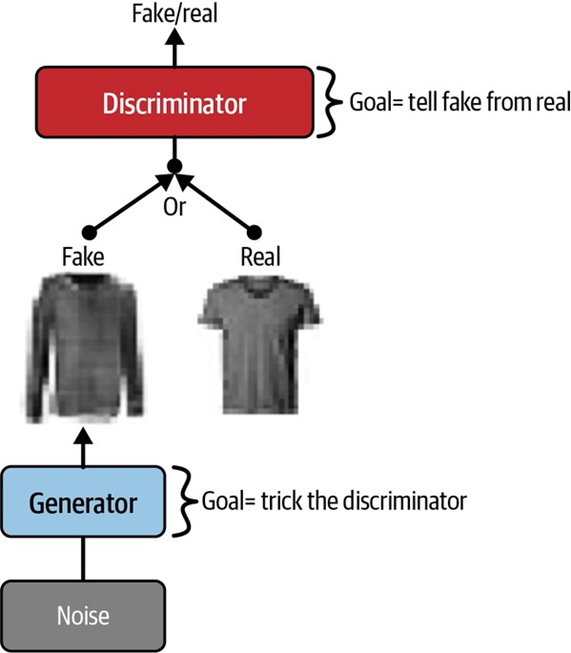 Fake/real
Discriminator
Goal= tell fake from real
Or
Fake
Real
Generator
Goal= trick the discriminator
Noise